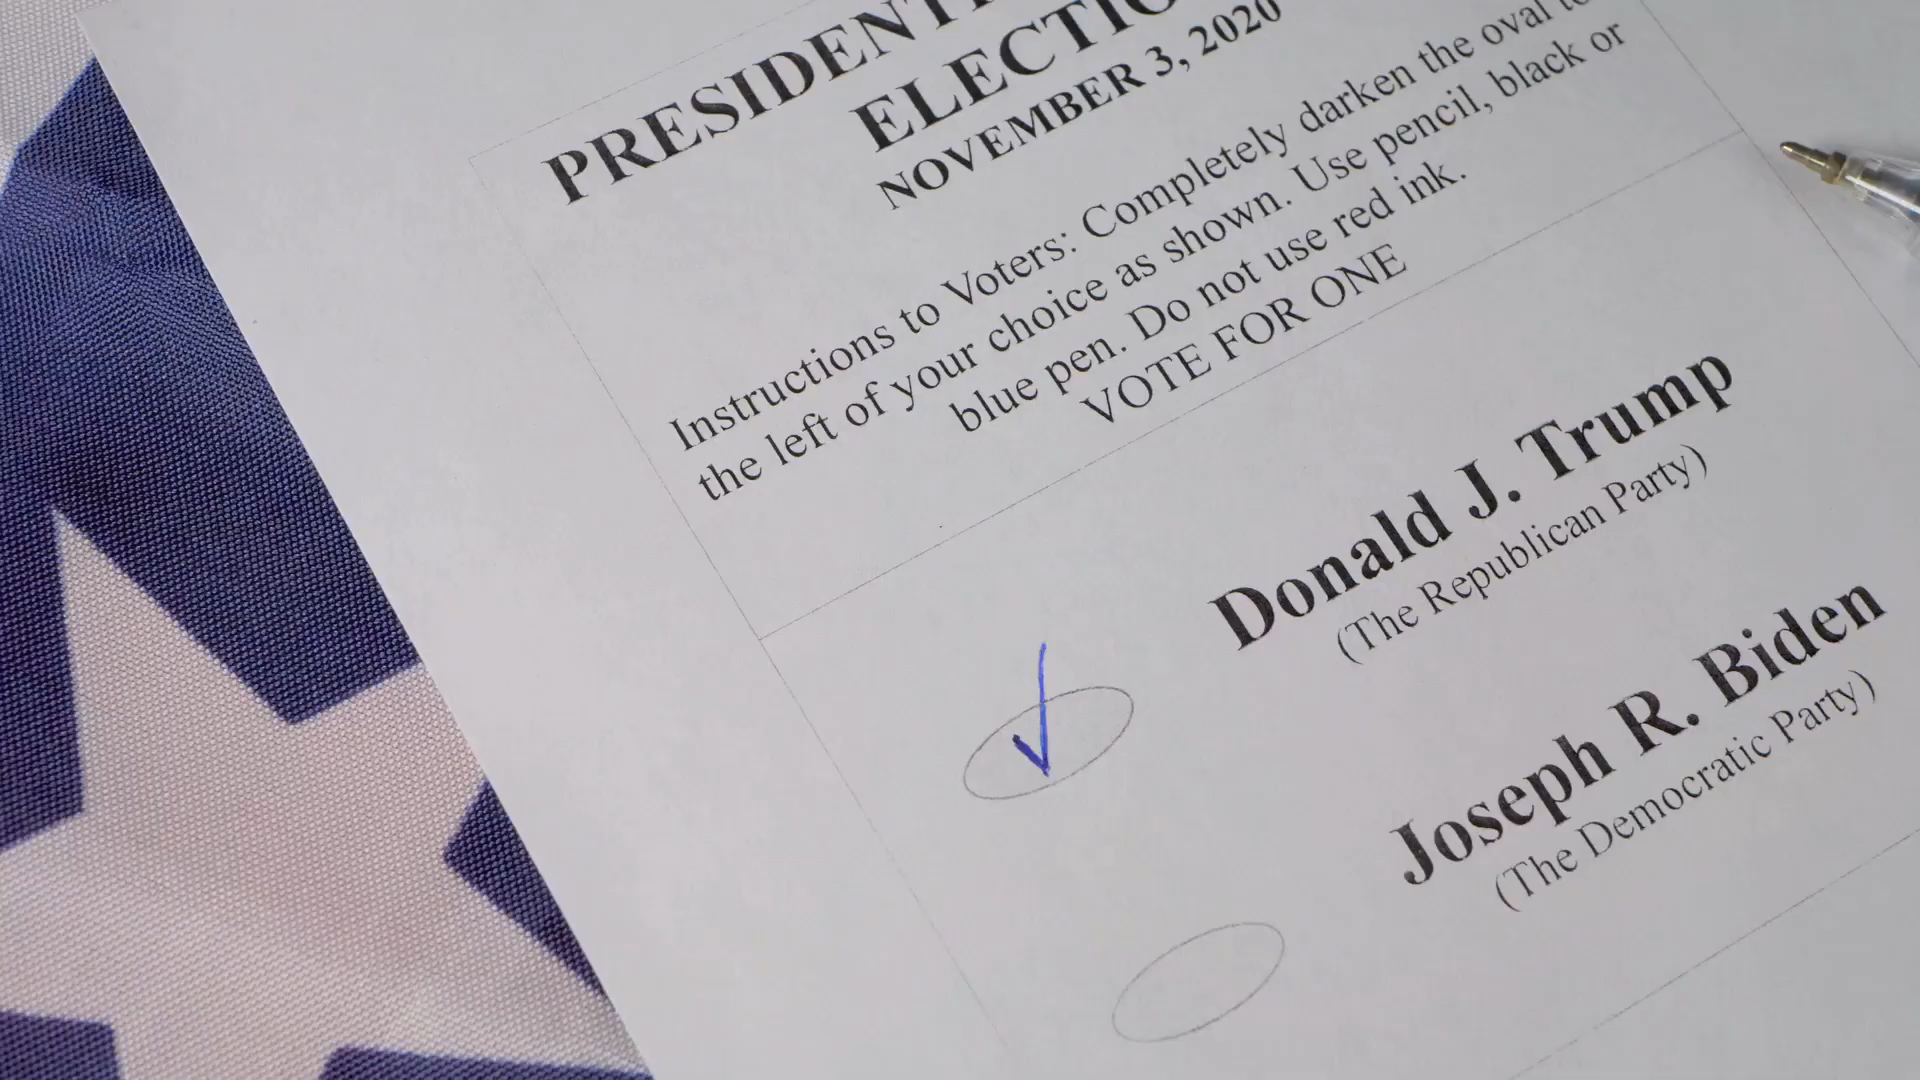 PRESIDENT
ELECTIO
NOVEMBER 3, 2020
Instructions to Voters: Completely darken the oval to
the left of your choice as shown. Use pencil, black or
blue pen. Do not use red ink.
VOTE FOR ONE
Donald J. Trump
(The Republican Party)
Joseph R. Biden
(The Democratic Party)